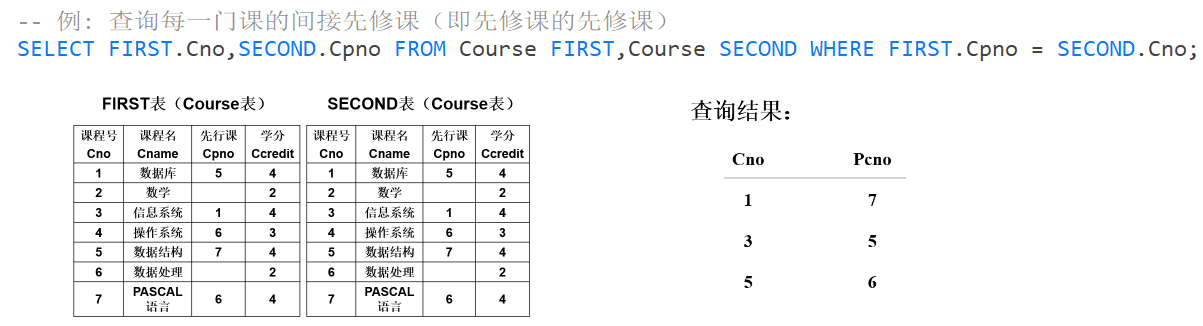 -- 例: 查询每一门课的间接先修课（即先修课的先修课）
SELECT FIRST.Cno,SECOND.Cpno FROM Course FIRST,Course SECOND WHERE FIRST.Cpno = SECOND.Cno;
FIRST表（Course表）
课程号 课程名 先行课 学分
Cno Cname Cpno Ccredit
1 数据库 5 4
2 数学 2
3 信息系统 1 4
4 操作系统 6 3
5 数据结构 7 4
6 数据处理 2
7 PASCAL 6 4
语言
SECOND表（Course表）
课程号 课程名 先行课 学分
Cno Cname Cpno Ccredit
1 数据库 5 4
2 数学 2
3 信息系统 1 4
4 操作系统 6 3
5 数据结构 7 4
6 数据处理 2
7 PASCAL 6 4
语言
查询结果：
Cno Pcno
1 7
3 5
5 6